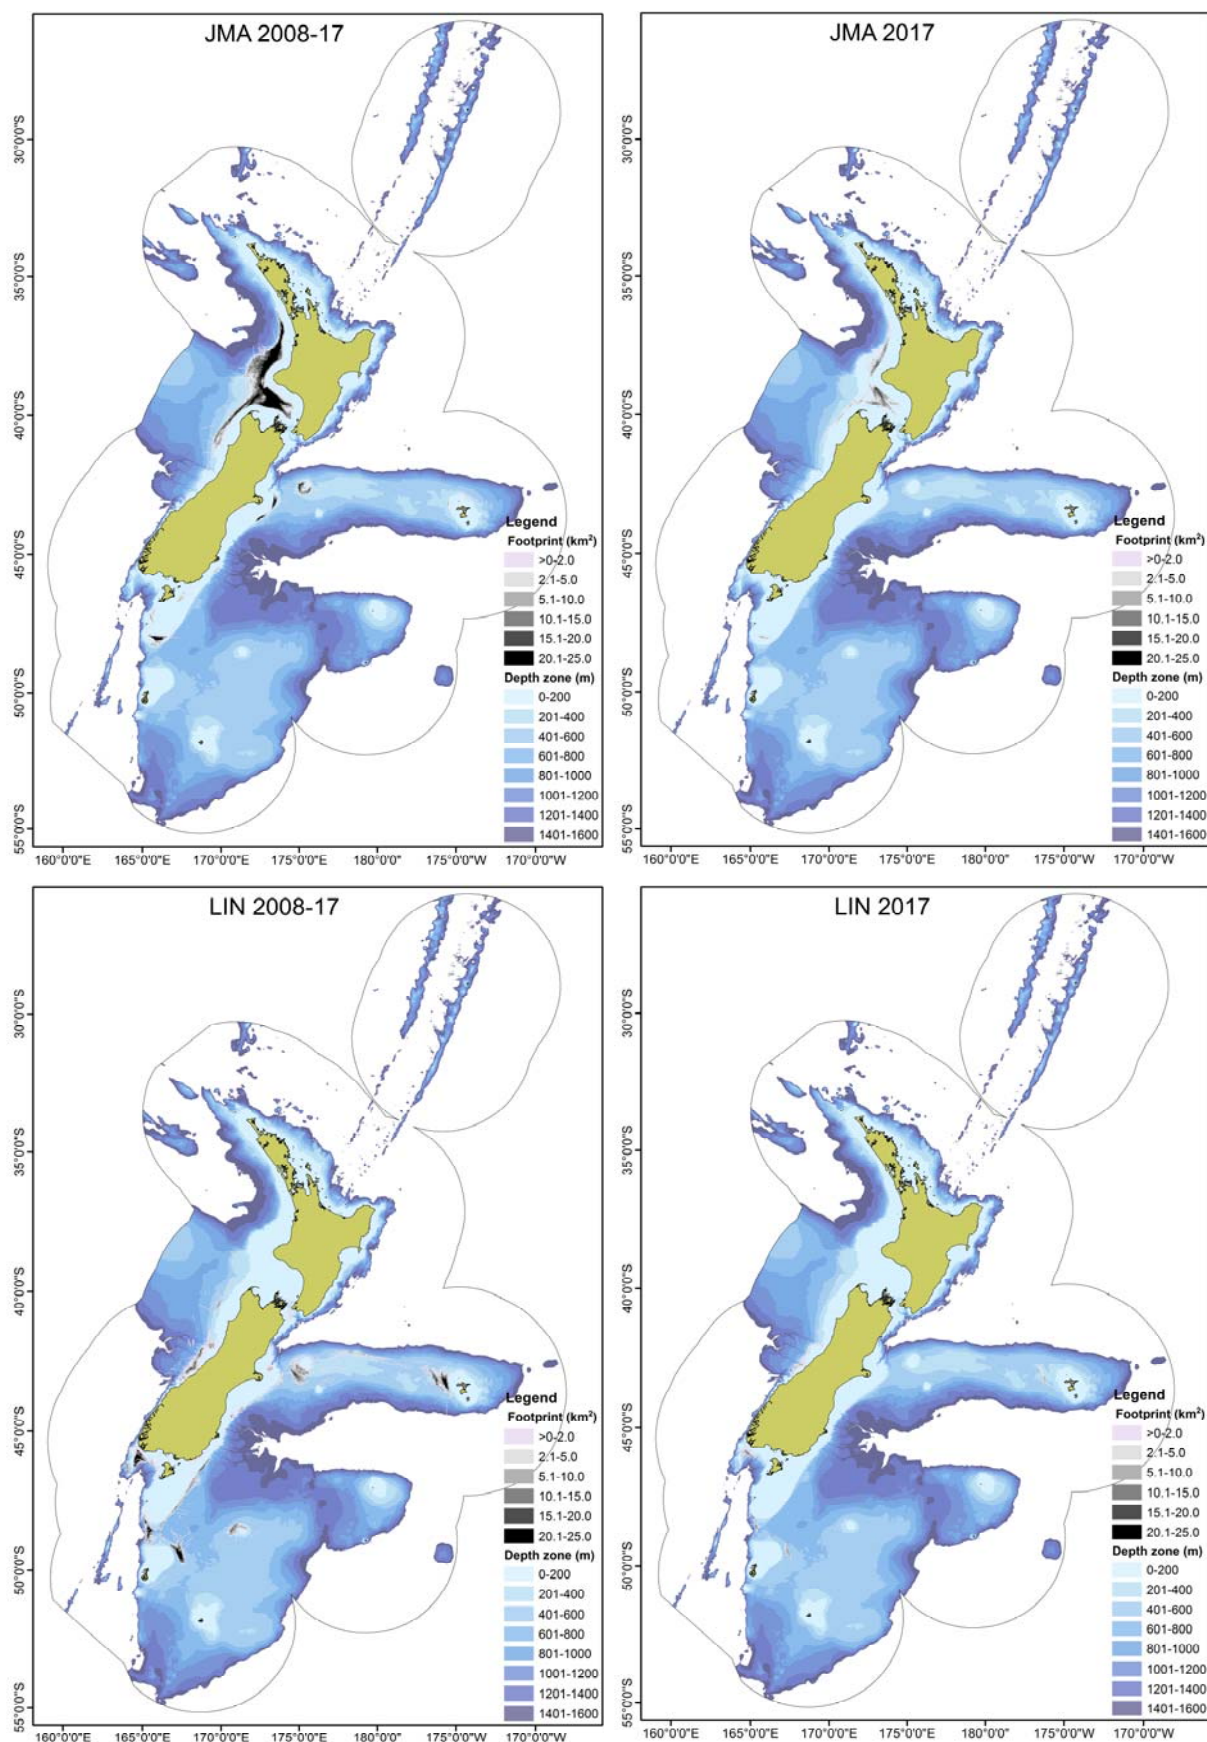 JMA 2008-17
30°0'0"S
35°0'0"S
40°0'0"S
45°0'0"S
50°0'0"S
55°0'0"S
160°0'0"E
165°0'0"E
170°0'0"E
175°0'0"E
180°0'0"
175°0'0"W
170°0'0"W
Legend
Footprint (km²)
>0-2.0
2.1-5.0
5.1-10.0
10.1-15.0
15.1-20.0
20.1-25.0
Depth zone (m)
0-200
201-400
401-600
601-800
801-1000
1001-1200
1201-1400
1401-1600
JMA 2017
30°0'0"S
35°0'0"S
40°0'0"S
45°0'0"S
50°0'0"S
55°0'0"S
160°0'0"E
165°0'0"E
170°0'0"E
175°0'0"E
180°0'0"
175°0'0"W
170°0'0"W
Legend
Footprint (km²)
>0-2.0
2.1-5.0
5.1-10.0
10.1-15.0
15.1-20.0
20.1-25.0
Depth zone (m)
0-200
201-400
401-600
601-800
801-1000
1001-1200
1201-1400
1401-1600
LIN 2008-17
30°0'0"S
35°0'0"S
40°0'0"S
45°0'0"S
50°0'0"S
55°0'0"S
160°0'0"E
165°0'0"E
170°0'0"E
175°0'0"E
180°0'0"
175°0'0"W
170°0'0"W
Legend
Footprint (km²)
>0-2.0
2.1-5.0
5.1-10.0
10.1-15.0
15.1-20.0
20.1-25.0
Depth zone (m)
0-200
201-400
401-600
601-800
801-1000
1001-1200
1201-1400
1401-1600
LIN 2017
30°0'0"S
35°0'0"S
40°0'0"S
45°0'0"S
50°0'0"S
55°0'0"S
160°0'0"E
165°0'0"E
170°0'0"E
175°0'0"E
180°0'0"
175°0'0"W
170°0'0"W
Legend
Footprint (km²)
>0-2.0
2.1-5.0
5.1-10.0
10.1-15.0
15.1-20.0
20.1-25.0
Depth zone (m)
0-200
201-400
401-600
601-800
801-1000
1001-1200
1201-1400
1401-1600